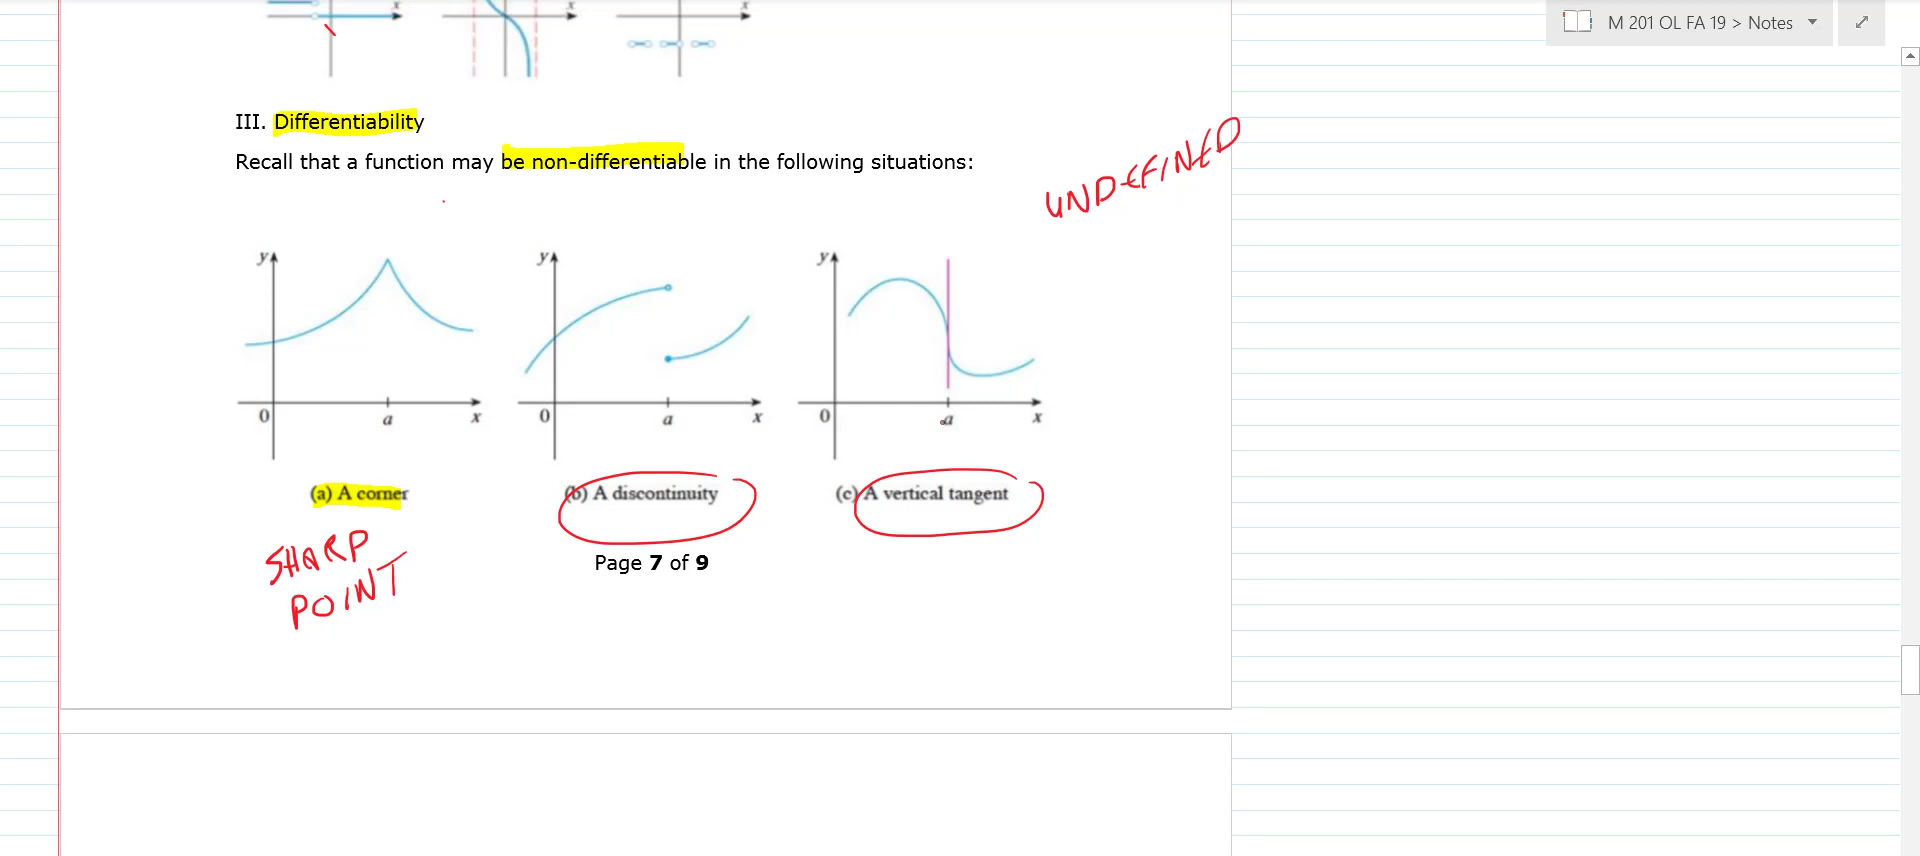 M 201 OL FA 19 > Notes
x
x
x
III. Differentiability
Recall that a function may be non-differentiable in the following situations:
UNDEFINED
y
y
y
0 a x
0 a x
0 a x
(a) A corner
(b) A discontinuity
(c) A vertical tangent
SHARP
POINT
Page 7 of 9